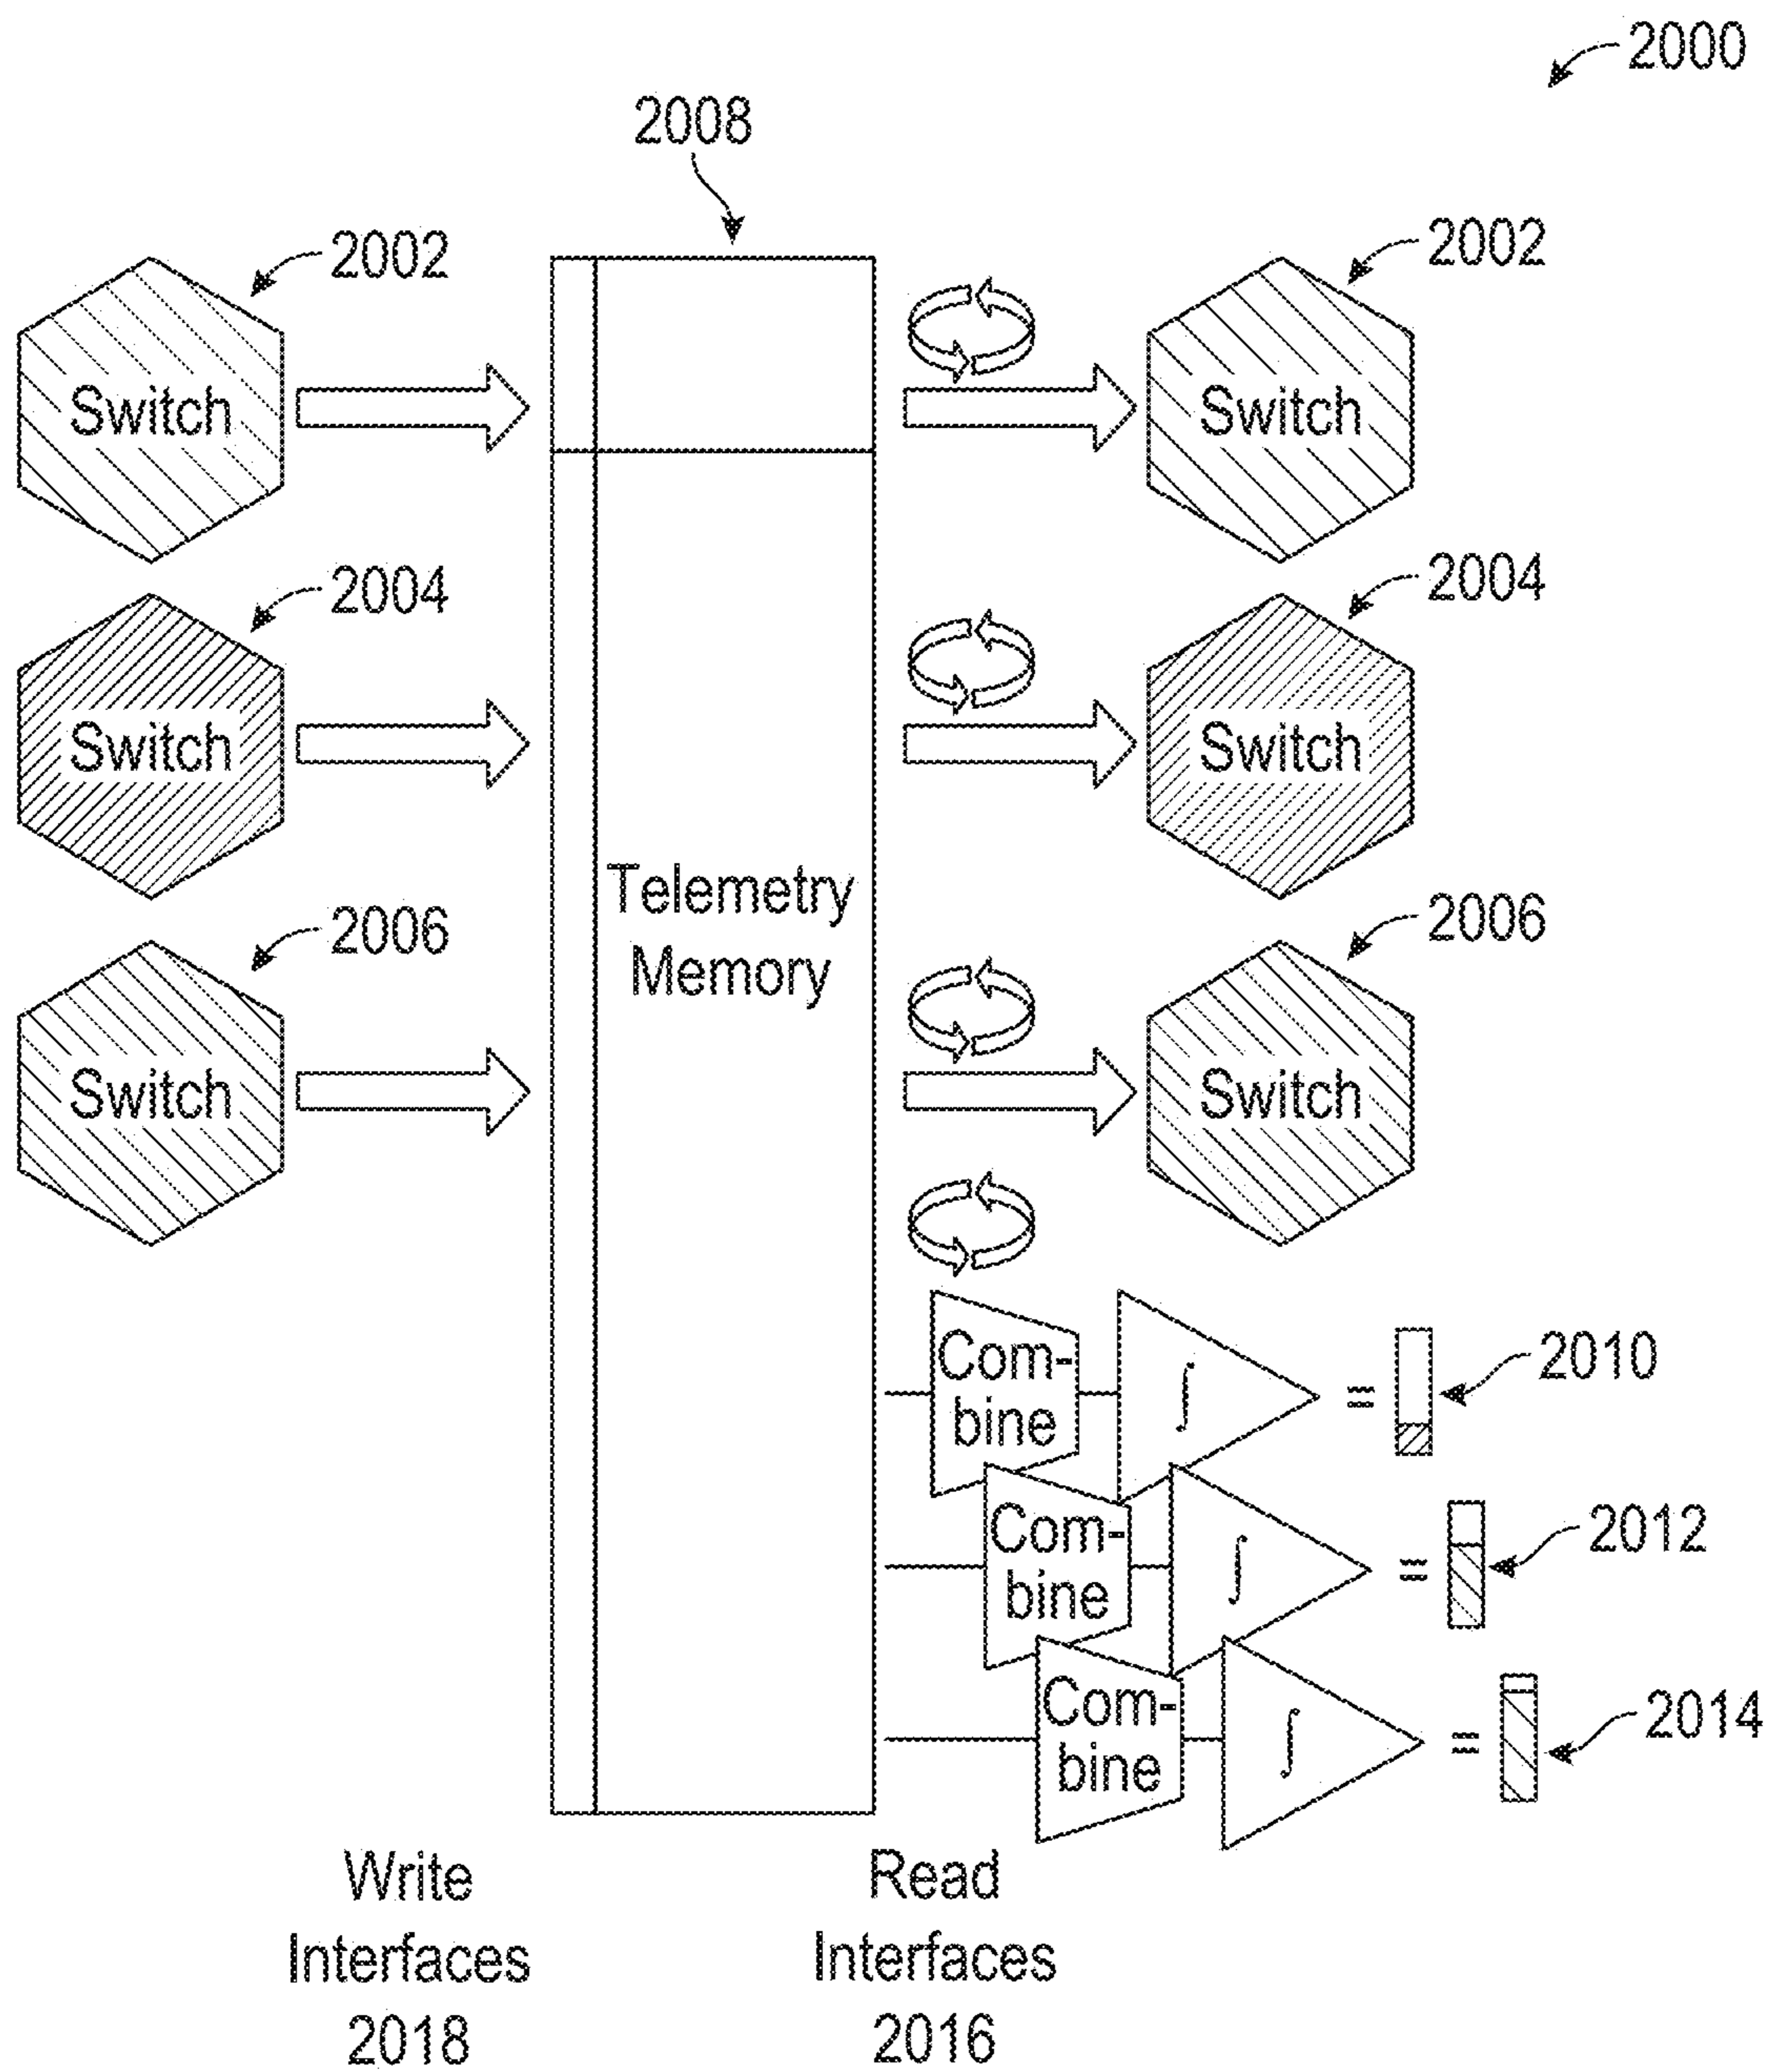 2000
2008
2002
2002
Switch
Switch
2004
2004
Switch
Switch
2006
2006
Telemetry
Memory
Switch
Switch
Com-
bine
∫
=
2010
Com-
bine
∫
=
2012
Com-
bine
∫
=
2014
Write
Interfaces
2018
Read
Interfaces
2016